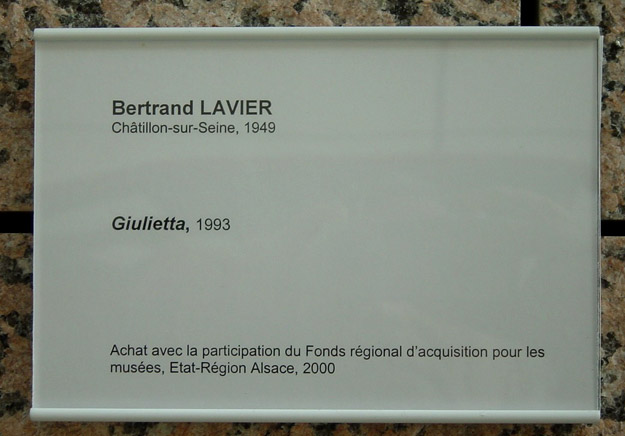 Bertrand LAVIER
Châtillon-sur-Seine, 1949
Giulietta, 1993
Achat avec la participation du Fonds régional d'acquisition pour les
musées, Etat-Région Alsace, 2000